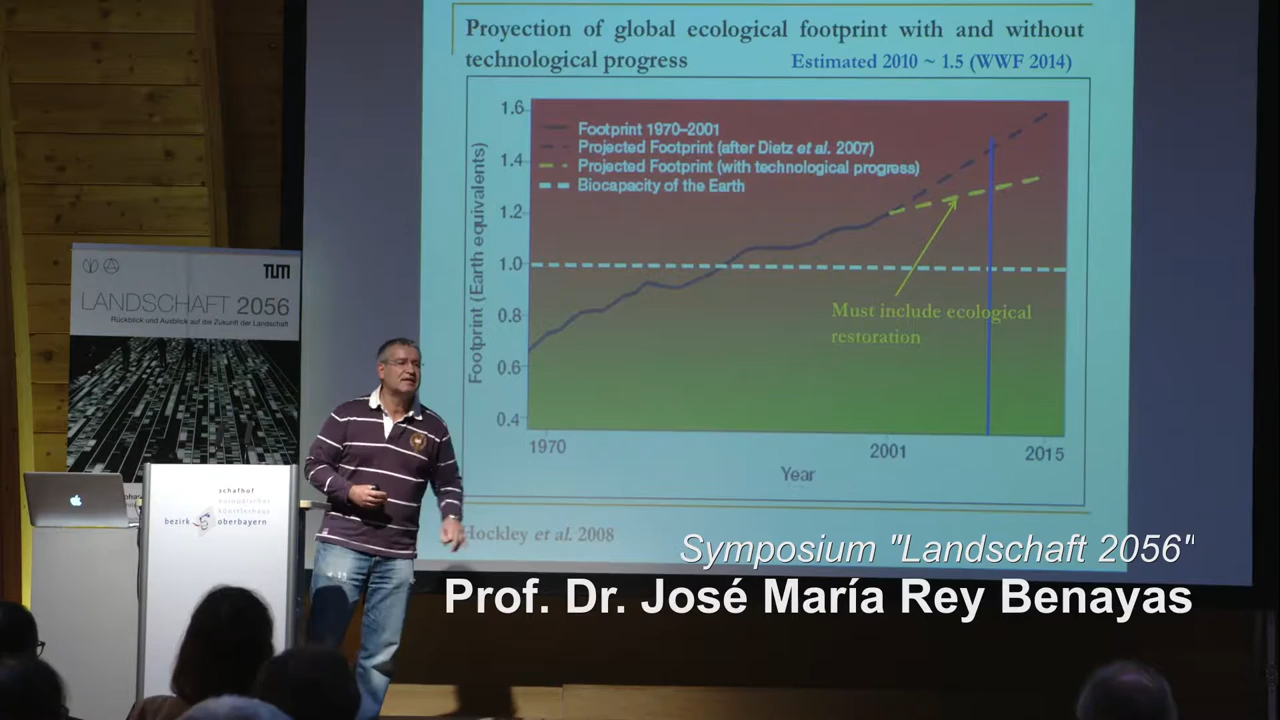 Proyection of global ecological footprint with and without
technological progress
Estimated 2010 ~ 1.5 (WWF 2014)
Footprint (Earth equivalents)
1.6
1.4
1.2
1.0
0.8
0.6
0.4
Footprint 1970–2001
Projected Footprint (after Dietz et al. 2007)
Projected Footprint (with technological progress)
Biocapacity of the Earth
Must include ecological
restoration
1970
2001
2015
Year
Hockley et al. 2008
TUM
LANDSCHAFT 2056
Rückblick und Ausblick auf die Zukunft der Landschaft
schafhof
europäisches
künstlerhaus
bezirk oberbayern
Symposium "Landschaft 2056"
Prof. Dr. José María Rey Benayas